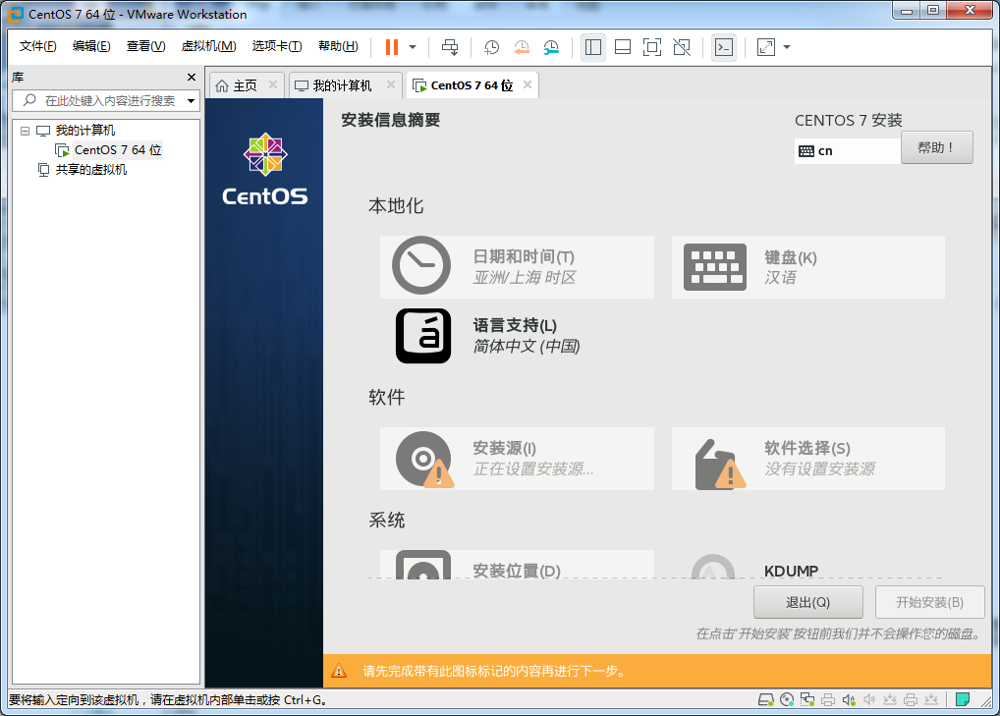 CentOS 7 64 位 - VMware Workstation
文件(F) 编辑(E) 查看(V) 虚拟机(M) 选项卡(T) 帮助(H)
库
在此处键入内容进行搜索
我的计算机
CentOS 7 64 位
共享的虚拟机
主页 我的计算机 CentOS 7 64 位
CentOS
安装信息摘要
CENTOS 7 安装
cn
帮助！
本地化
日期和时间(T)
亚洲/上海 时区
键盘(K)
汉语
语言支持(L)
简体中文 (中国)
软件
安装源(I)
正在设置安装源...
软件选择(S)
没有设置安装源
系统
安装位置(D)
KDUMP
退出(Q)
开始安装(B)
在点击'开始安装'按钮前我们并不会操作您的磁盘。
请先完成带有此图标标记的内容再进行下一步。
要将输入定向到该虚拟机，请在虚拟机内部单击或按 Ctrl+G。